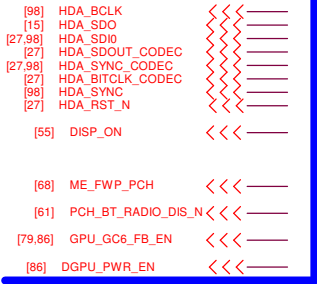 [98] HDA_BCLK
[15] HDA_SDO
[27,98] HDA_SDI0
[27] HDA_SDOUT_CODEC
[27,98] HDA_SYNC_CODEC
[27] HDA_BITCLK_CODEC
[98] HDA_SYNC
[27] HDA_RST_N
[55] DISP_ON
[68] ME_FWP_PCH
[61] PCH_BT_RADIO_DIS_N
[79,86] GPU_GC6_FB_EN
[86] DGPU_PWR_EN